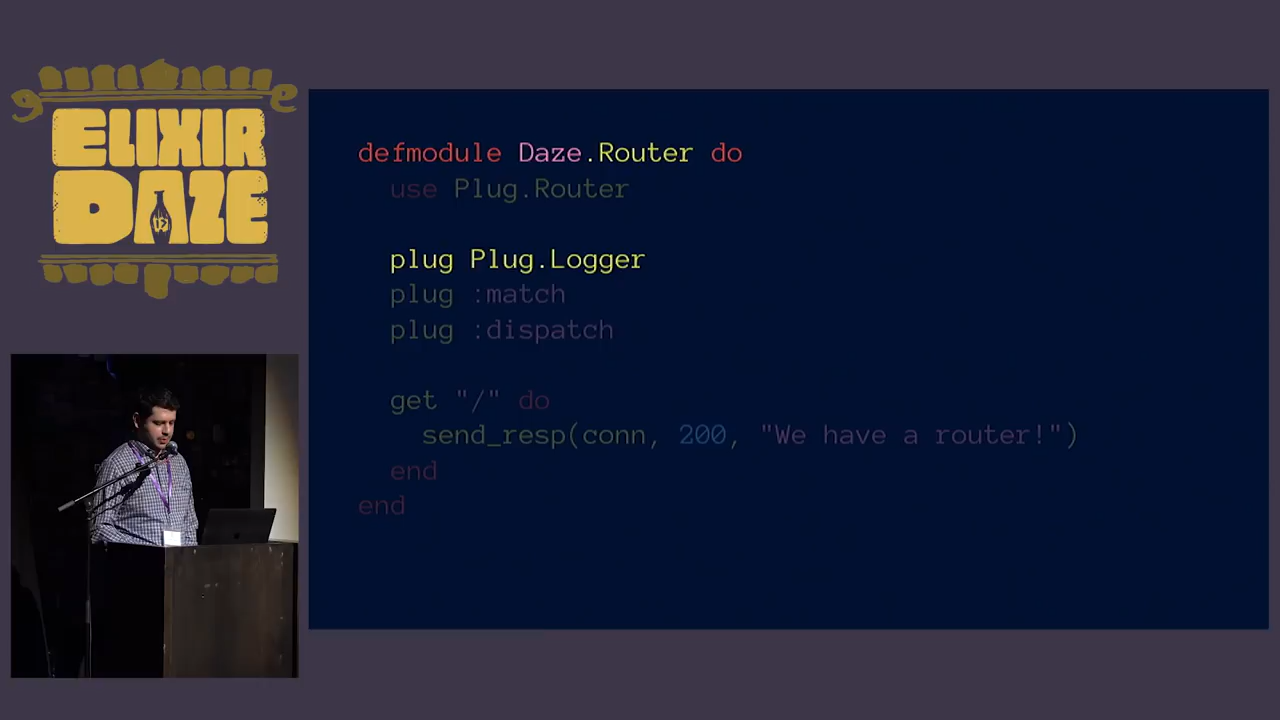 ELIXIR
DAZE
defmodule Daze.Router do
use Plug.Router
plug Plug.Logger
plug :match
plug :dispatch
get "/" do
send_resp(conn, 200, "We have a router!")
end
end